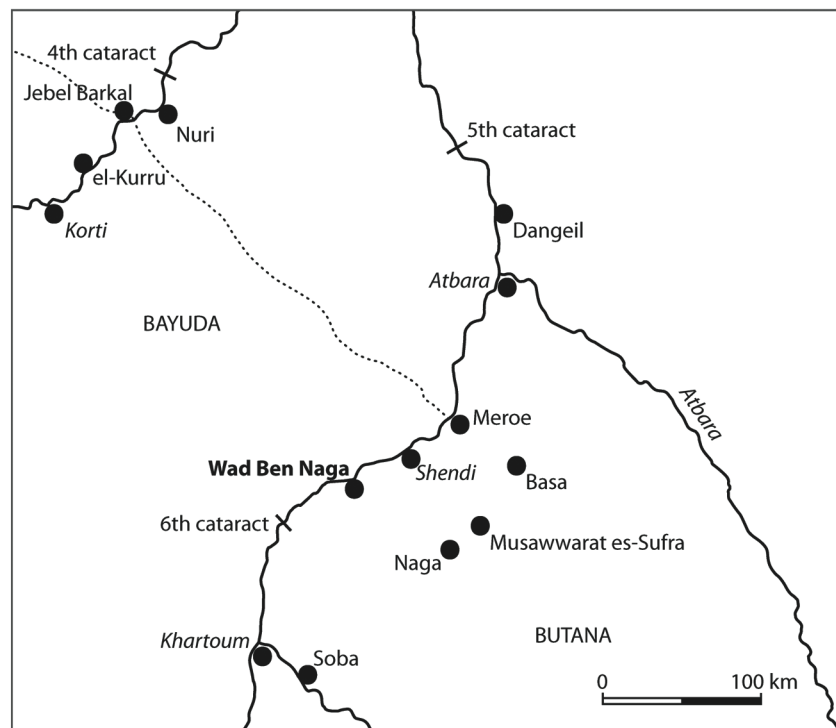 4th cataract
Jebel Barkal
Nuri
5th cataract
el-Kurru
Korti
Dangeil
Atbara
BAYUDA
Atbara
Meroe
Wad Ben Naga
Shendi
Basa
6th cataract
Musawwarat es-Sufra
Naga
Khartoum
BUTANA
Soba
0 100 km